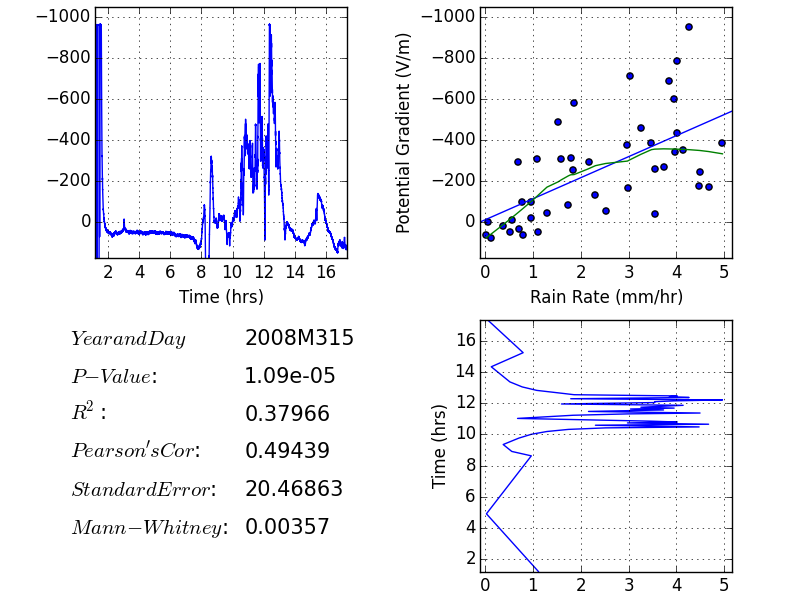 −1000
−800
−600
−400
−200
0
2 4 6 8 10 12 14 16
Time (hrs)
Potential Gradient (V/m)
−1000
−800
−600
−400
−200
0
0 1 2 3 4 5
Rain Rate (mm/hr)
YearandDay 2008M315
P−Value: 1.09e-05
R²: 0.37966
Pearson'sCor: 0.49439
StandardError: 20.46863
Mann−Whitney: 0.00357
Time (hrs)
16
14
12
10
8
6
4
2
0 1 2 3 4 5